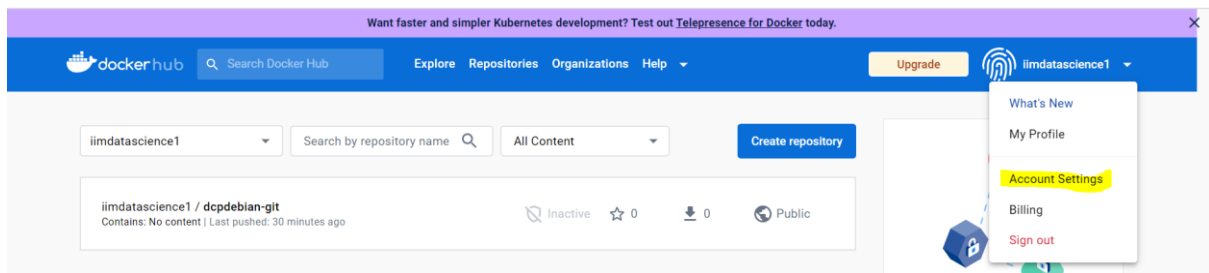 Want faster and simpler Kubernetes development? Test out Telepresence for Docker today.
dockerhub Search Docker Hub Explore Repositories Organizations Help Upgrade iimdatascience1
What's New
My Profile
iimdatascience1 Search by repository name All Content Create repository
Account Settings
iimdatascience1 / dcpdebian-git
Contains: No content | Last pushed: 30 minutes ago
Inactive 0 0 Public
Billing
Sign out